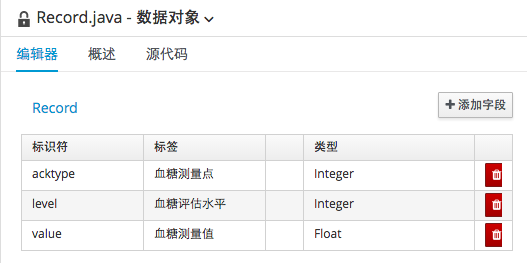 Record.java - 数据对象
编辑器 概述 源代码
Record
添加字段
标识符 标签 类型
acktype 血糖测量点 Integer
level 血糖评估水平 Integer
value 血糖测量值 Float